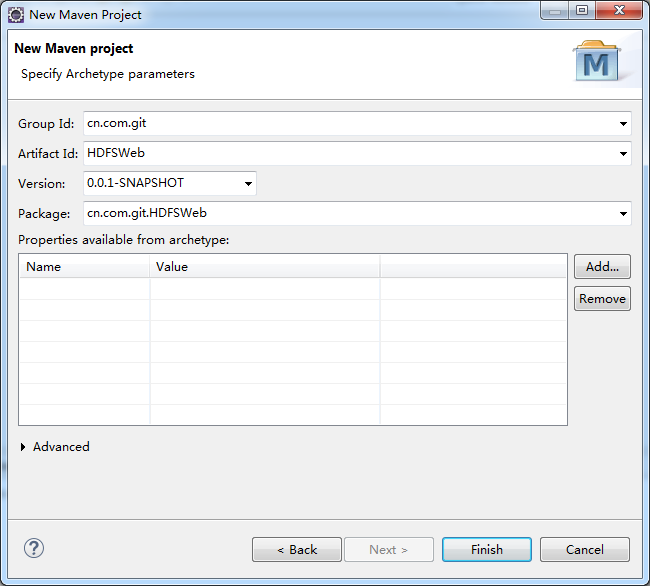 New Maven Project
New Maven project
Specify Archetype parameters
M
Group Id: cn.com.git
Artifact Id: HDFSWeb
Version: 0.0.1-SNAPSHOT
Package: cn.com.git.HDFSWeb
Properties available from archetype:
Name Value
Add...
Remove
Advanced
? < Back Next > Finish Cancel